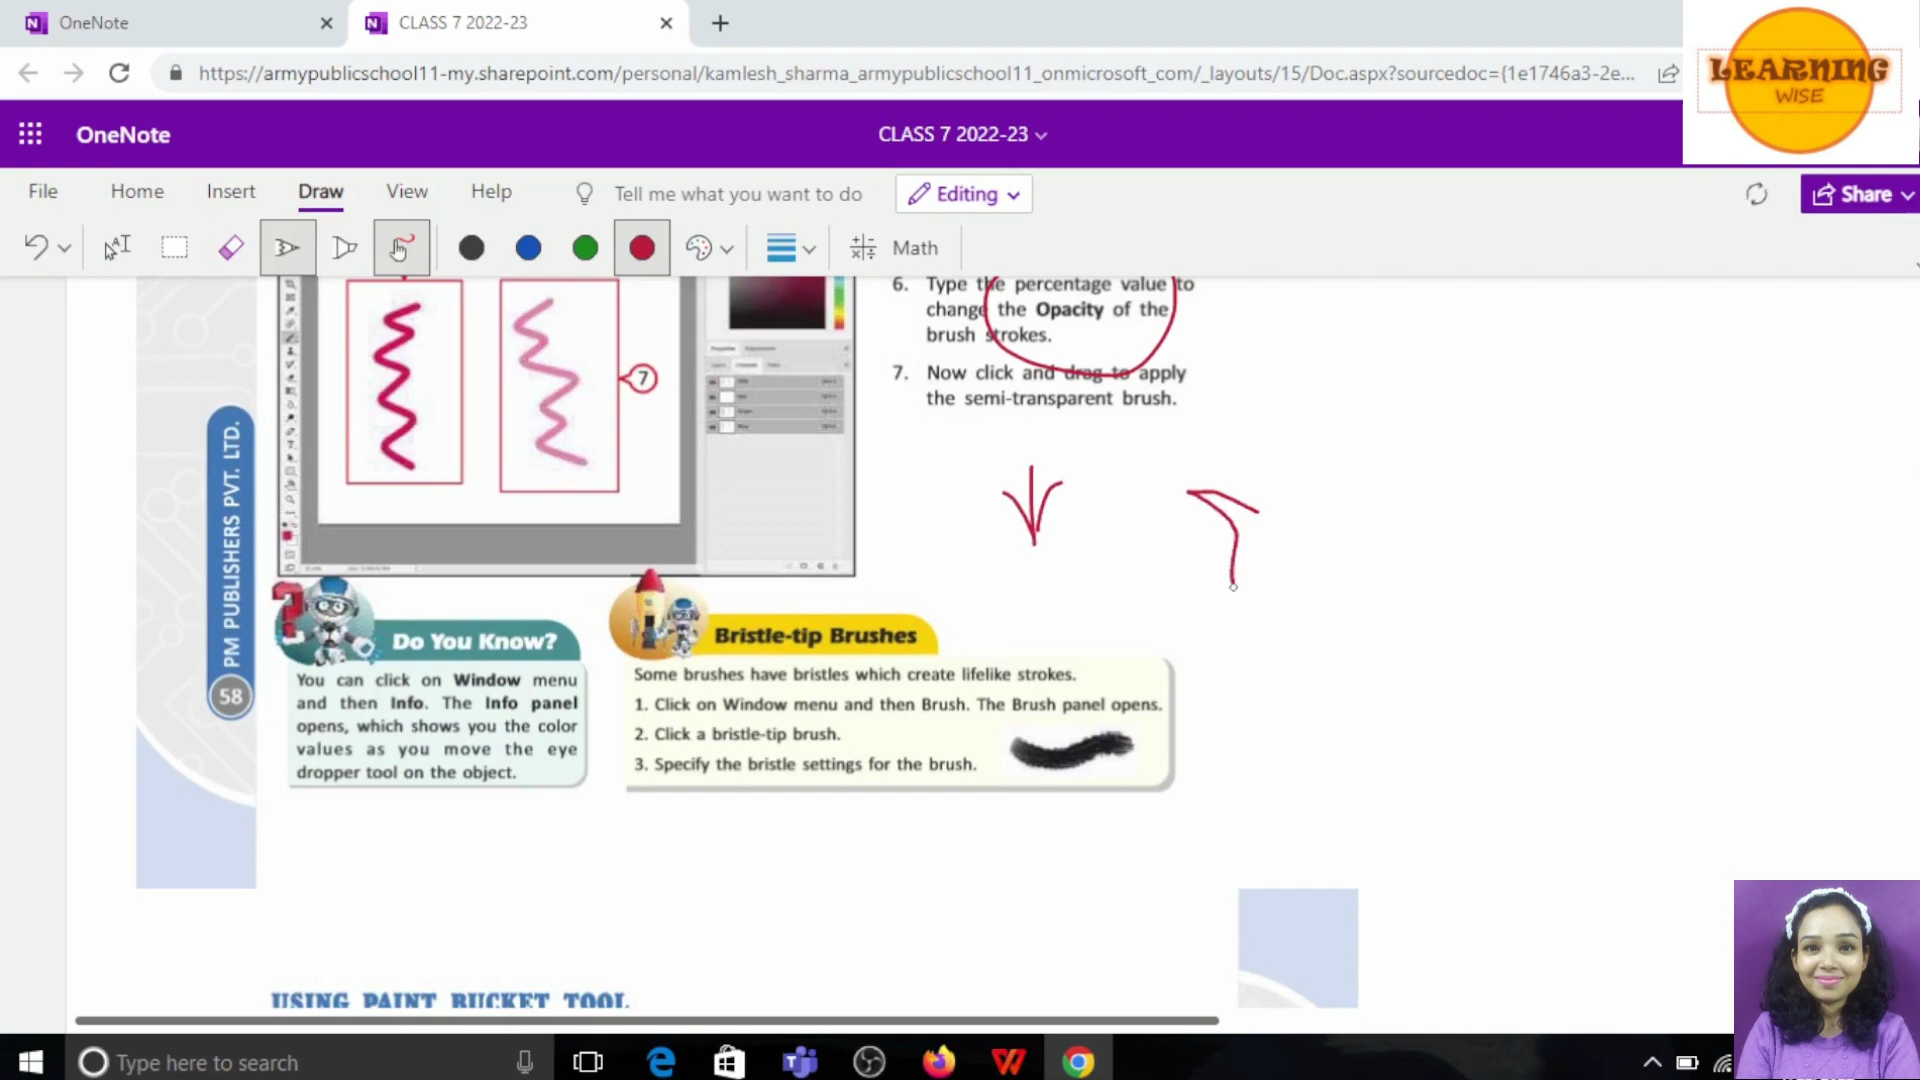 OneNote
CLASS 7 2022-23
https://armypublicschool11-my.sharepoint.com/personal/kamlesh_sharma_armypublicschool11_onmicrosoft_com/_layouts/15/Doc.aspx?sourcedoc={1e1746a3-2e...
LEARNING
WISE
OneNote
CLASS 7 2022-23
File Home Insert Draw View Help Tell me what you want to do Editing Share
Math
6. Type the percentage value to
change the Opacity of the
brush strokes.
7. Now click and drag to apply
the semi-transparent brush.
7
PM PUBLISHERS PVT. LTD.
58
Do You Know?
You can click on Window menu
and then Info. The Info panel
opens, which shows you the color
values as you move the eye
dropper tool on the object.
Bristle-tip Brushes
Some brushes have bristles which create lifelike strokes.
1. Click on Window menu and then Brush. The Brush panel opens.
2. Click a bristle-tip brush.
3. Specify the bristle settings for the brush.
USING PAINT BUCKET TOOL
Type here to search